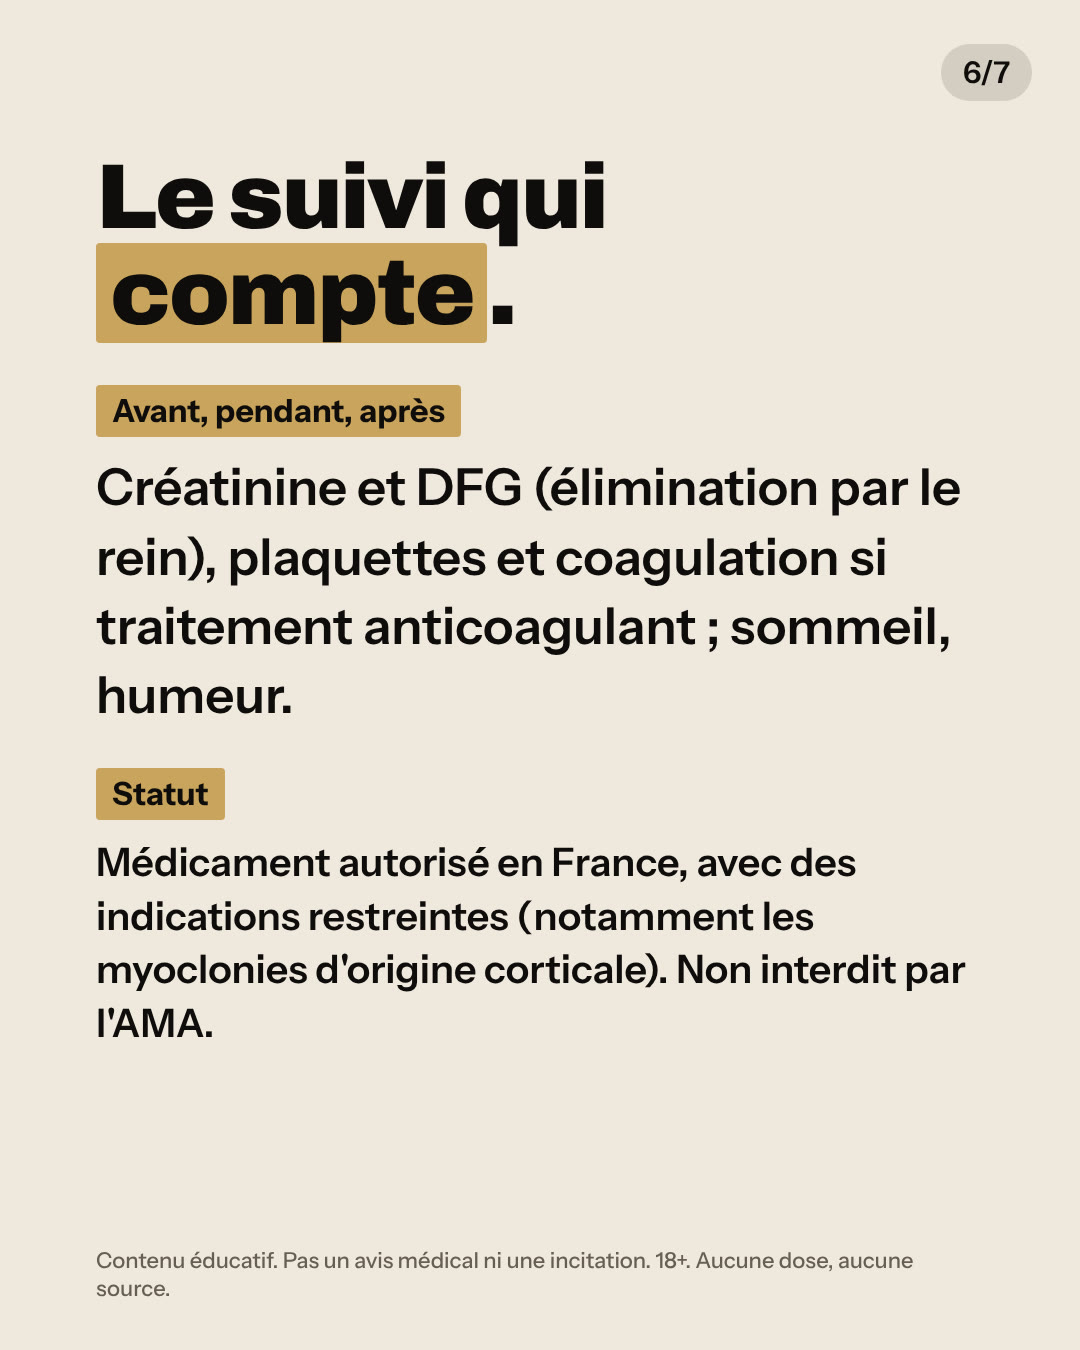 6/7
Le suivi qui
compte.
Avant, pendant, après
Créatinine et DFG (élimination par le
rein), plaquettes et coagulation si
traitement anticoagulant ; sommeil,
humeur.
Statut
Médicament autorisé en France, avec des
indications restreintes (notamment les
myoclonies d'origine corticale). Non interdit par
l'AMA.
Contenu éducatif. Pas un avis médical ni une incitation. 18+. Aucune dose, aucune
source.